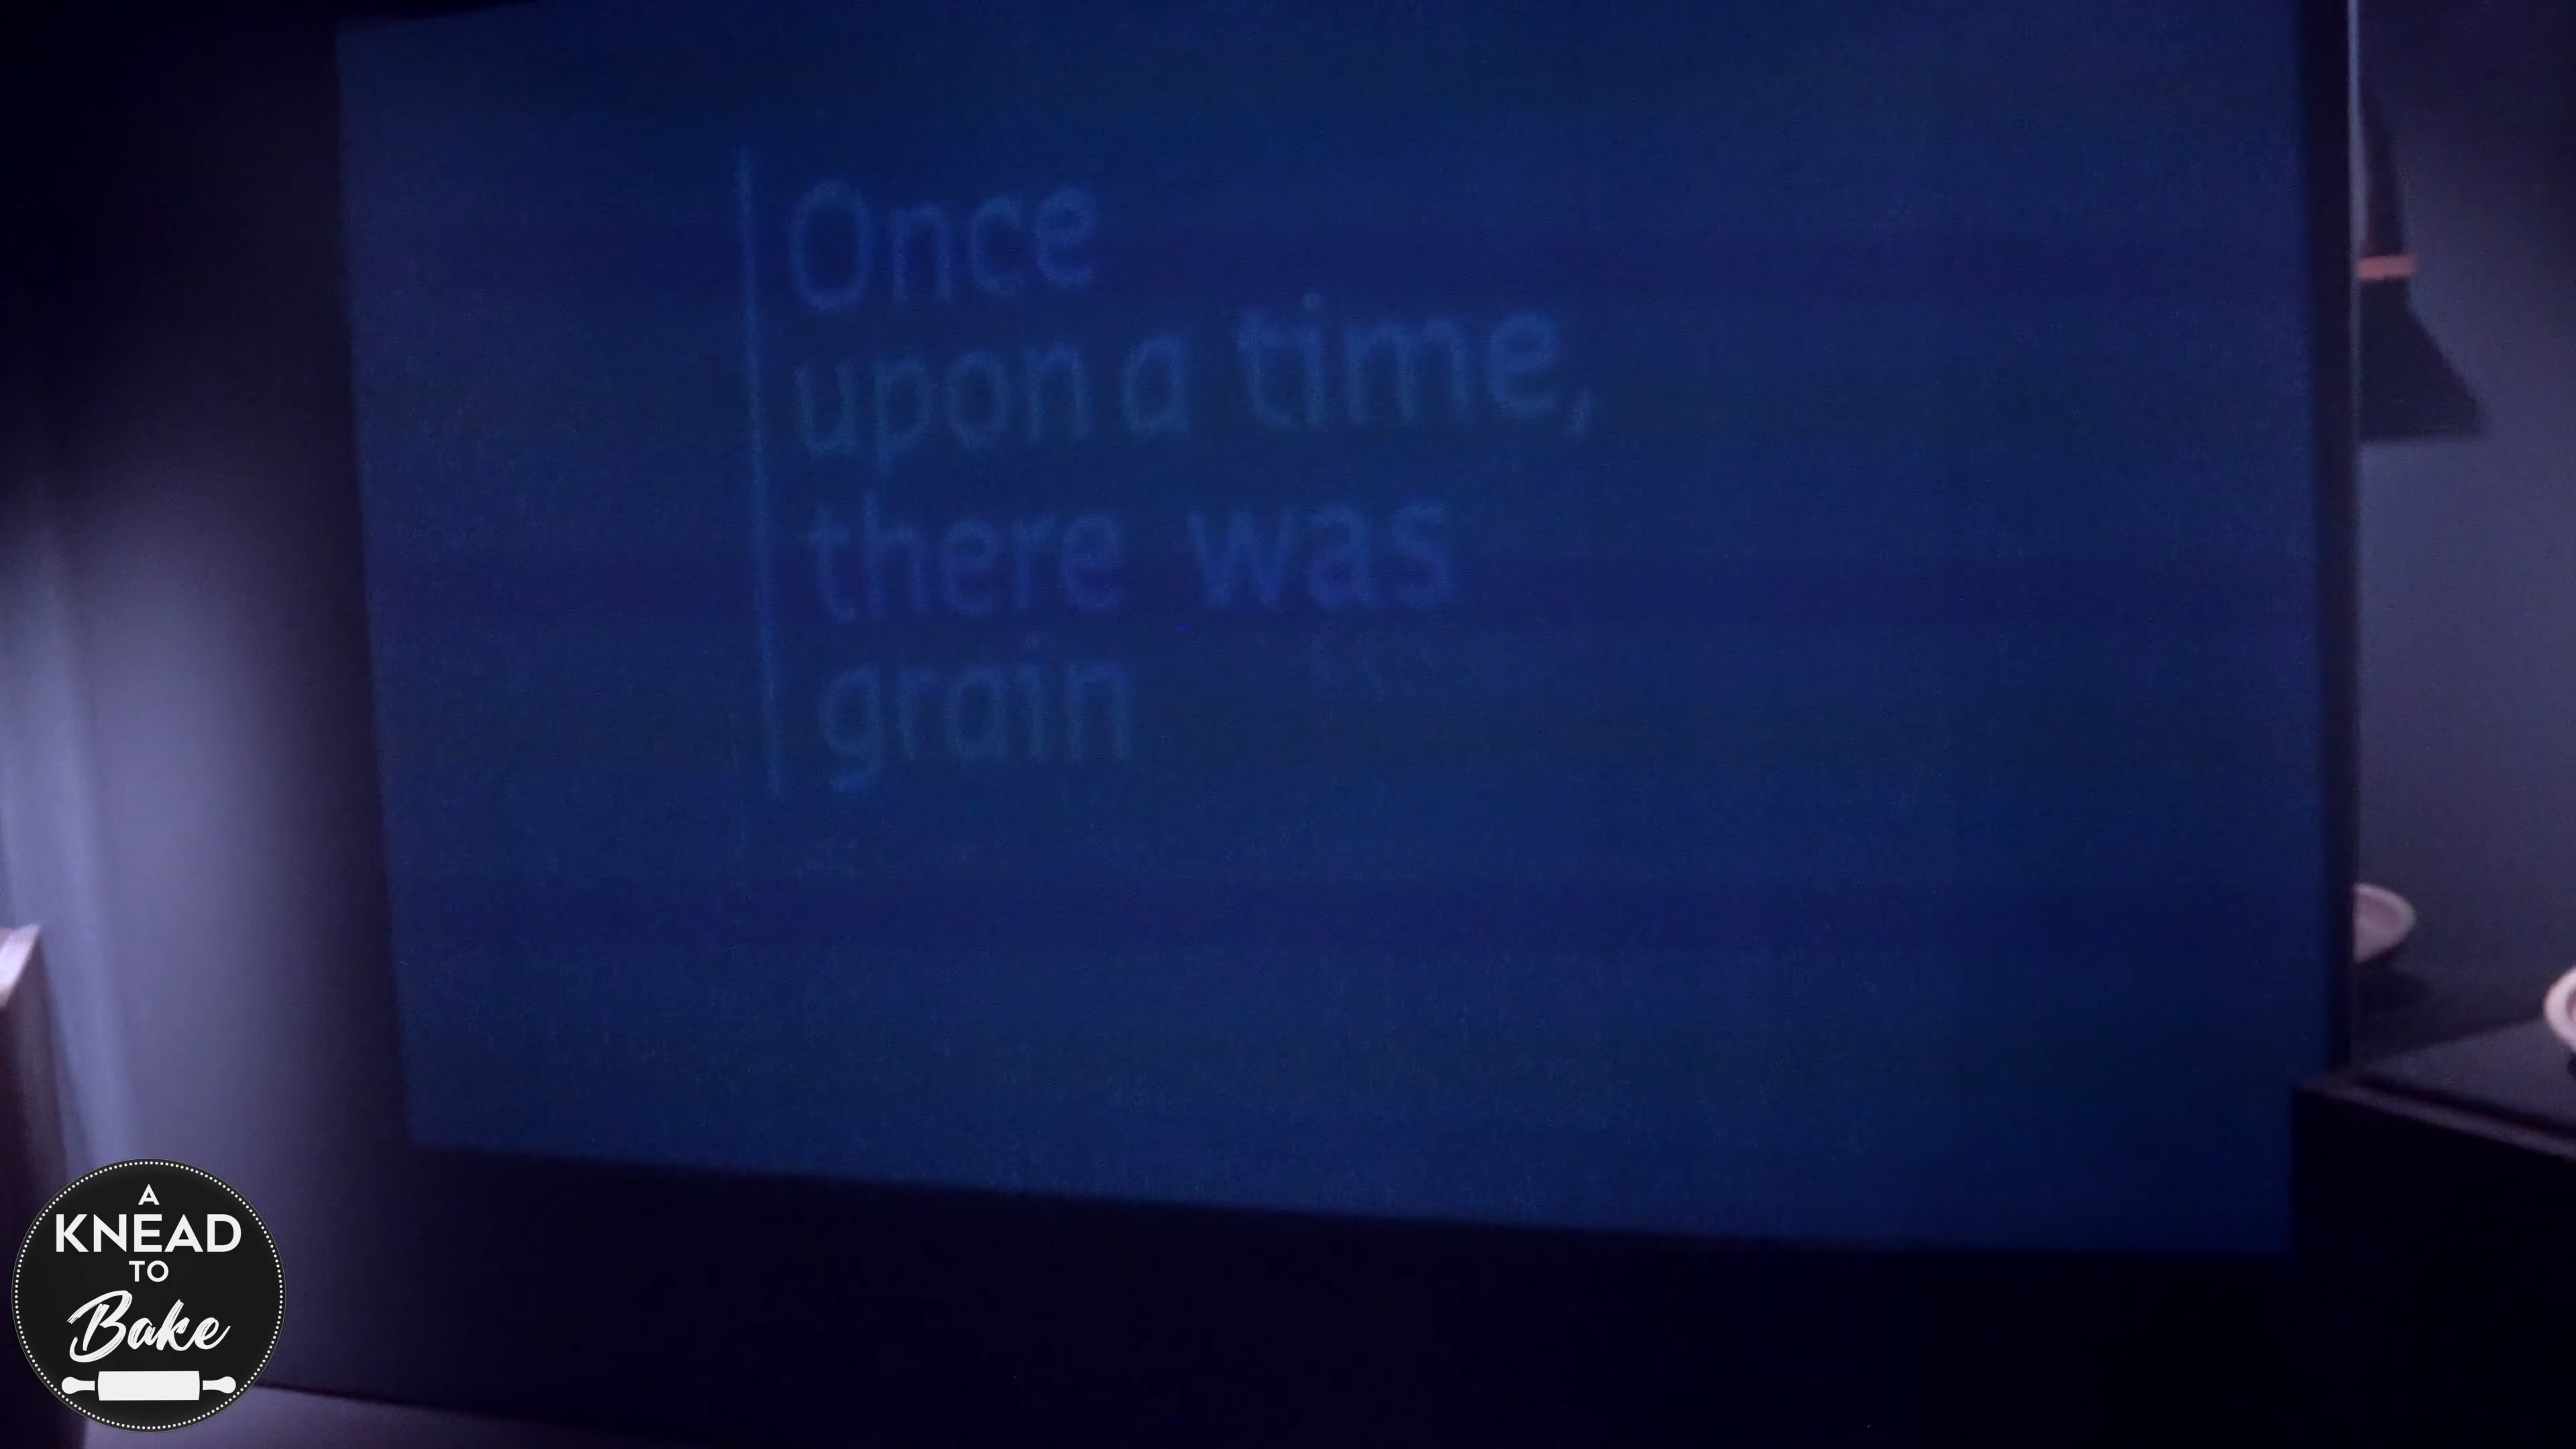 Once
upon a time,
there was
grain
A
KNEAD
TO
Bake